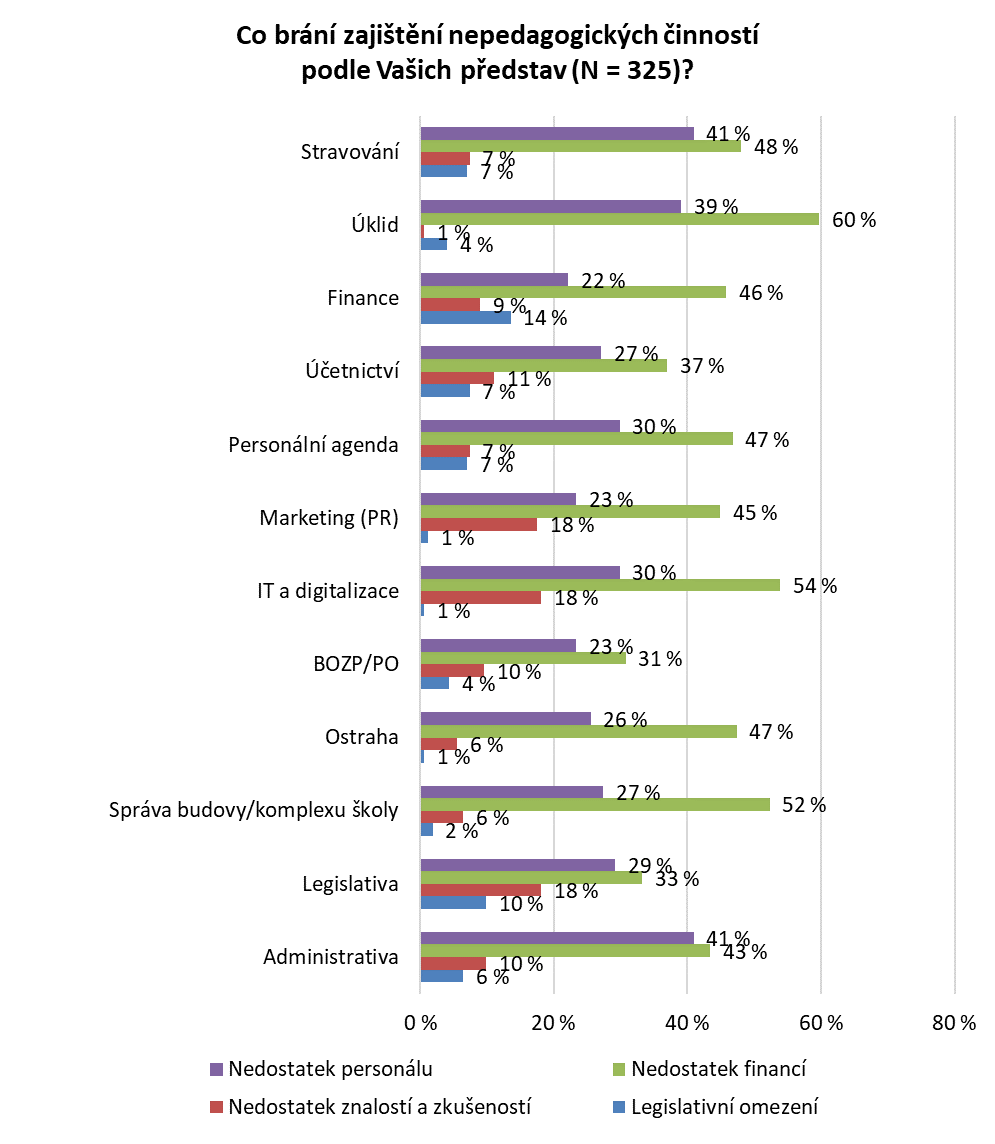 Co brání zajištění nepedagogických činností
podle Vašich představ (N = 325)?
Stravování
41 %
48 %
7 %
7 %
Úklid
39 %
60 %
1 %
4 %
Finance
22 %
46 %
9 %
14 %
Účetnictví
27 %
37 %
11 %
7 %
Personální agenda
30 %
47 %
7 %
7 %
Marketing (PR)
23 %
45 %
18 %
1 %
IT a digitalizace
30 %
54 %
18 %
1 %
BOZP/PO
23 %
31 %
10 %
4 %
Ostraha
26 %
47 %
6 %
1 %
Správa budovy/komplexu školy
27 %
52 %
6 %
2 %
Legislativa
29 %
33 %
18 %
10 %
Administrativa
41 %
43 %
10 %
6 %
0 % 20 % 40 % 60 % 80 %
Nedostatek personálu Nedostatek financí
Nedostatek znalostí a zkušeností Legislativní omezení